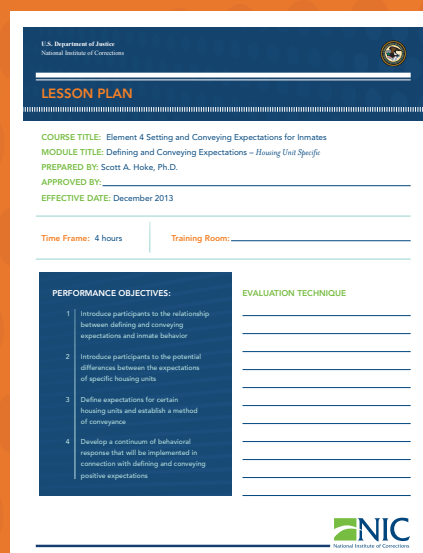 U.S. Department of Justice
National Institute of Corrections
LESSON PLAN
COURSE TITLE: Element 4 Setting and Conveying Expectations for Inmates
MODULE TITLE: Defining and Conveying Expectations – Housing Unit Specific
PREPARED BY: Scott A. Hoke, Ph.D.
APPROVED BY:
EFFECTIVE DATE: December 2013
Time Frame: 4 hours
Training Room:
PERFORMANCE OBJECTIVES:
1 Introduce participants to the relationship
between defining and conveying
expectations and inmate behavior
2 Introduce participants to the potential
differences between the expectations
of specific housing units
3 Define expectations for certain
housing units and establish a method
of conveyance
4 Develop a continuum of behavioral
response that will be implemented in
connection with defining and conveying
positive expectations
EVALUATION TECHNIQUE
NIC
National Institute of Corrections